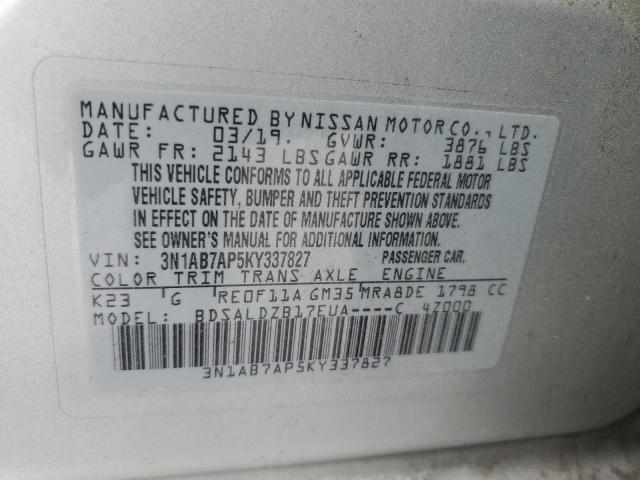 MANUFACTURED BY NISSAN MOTOR CO., LTD.
DATE: 03/19. GVWR: 3876 LBS
GAWR FR: 2143 LBS GAWR RR: 1881 LBS
THIS VEHICLE CONFORMS TO ALL APPLICABLE FEDERAL MOTOR
VEHICLE SAFETY, BUMPER AND THEFT PREVENTION STANDARDS
IN EFFECT ON THE DATE OF MANUFACTURE SHOWN ABOVE.
SEE OWNER'S MANUAL FOR ADDITIONAL INFORMATION
VIN: 3N1AB7AP5KY337827 PASSENGER CAR.
COLOR TRIM TRANS AXLE ENGINE
K23 G RE0F11A GM35 MRA8DE 1798 CC
MODEL: BDSALDZB17EUA----C 4Z000
3N1AB7AP5KY337827